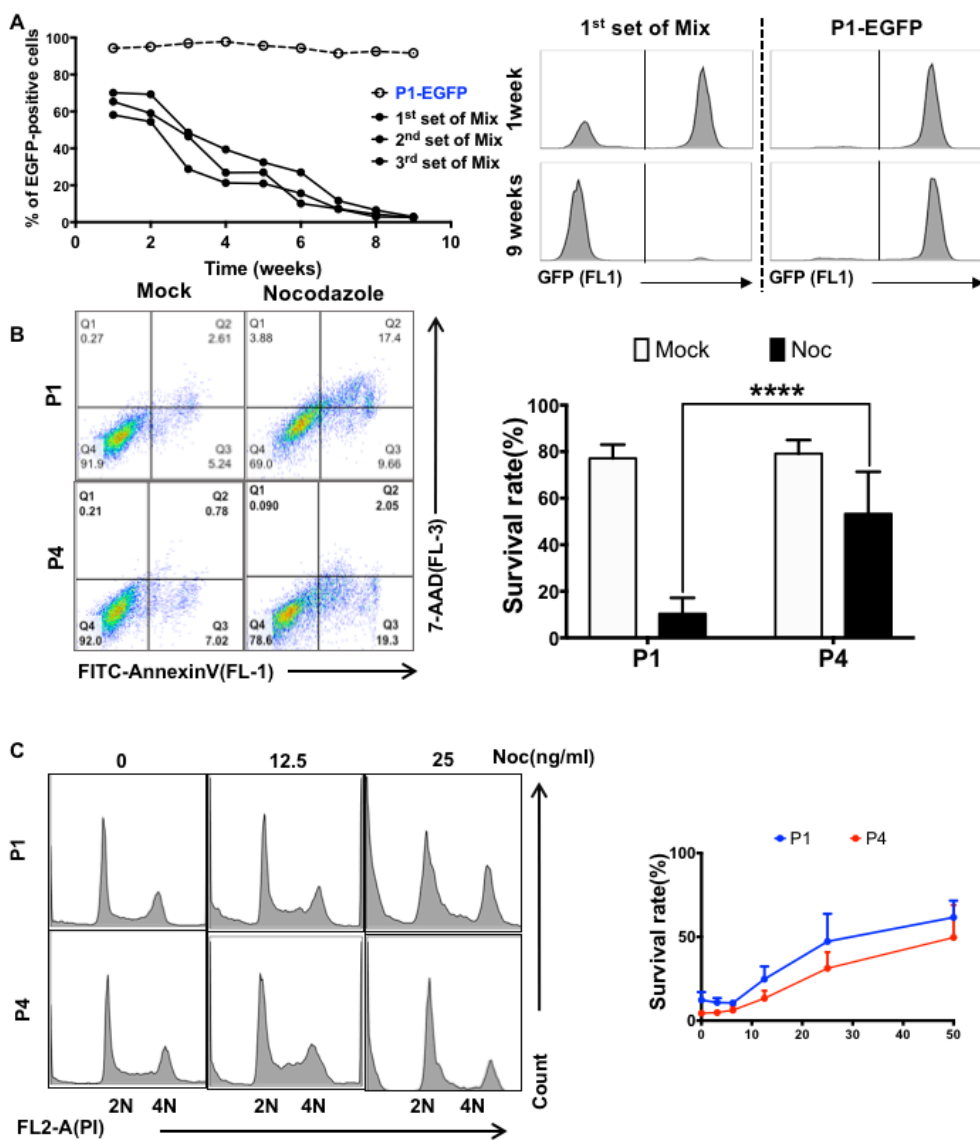 A
% of EGFP-positive cells
100
80
60
40
20
0
0 2 4 6 8 10
Time (weeks)
P1-EGFP
1st set of Mix
2nd set of Mix
3rd set of Mix
1st set of Mix P1-EGFP
1week
9 weeks
GFP (FL1) GFP (FL1)
B
Mock Nocodazole
P1
Q1 Q2 Q1 Q2
0.27 2.61 3.88 17.4
Q4 Q3 Q4 Q3
91.9 5.24 69.0 9.66
P4
Q1 Q2 Q1 Q2
0.21 0.78 0.090 2.05
Q4 Q3 Q4 Q3
92.0 7.02 78.6 19.3
FITC-AnnexinV(FL-1)
7-AAD(FL-3)
Mock Noc
****
Survival rate(%)
100
80
60
40
20
0
P1 P4
C
0 12.5 25 Noc(ng/ml)
P1
P4
2N 4N 2N 4N 2N 4N
FL2-A(PI)
Count
P1 P4
Survival rate(%)
100
50
0
0 10 20 30 40 50